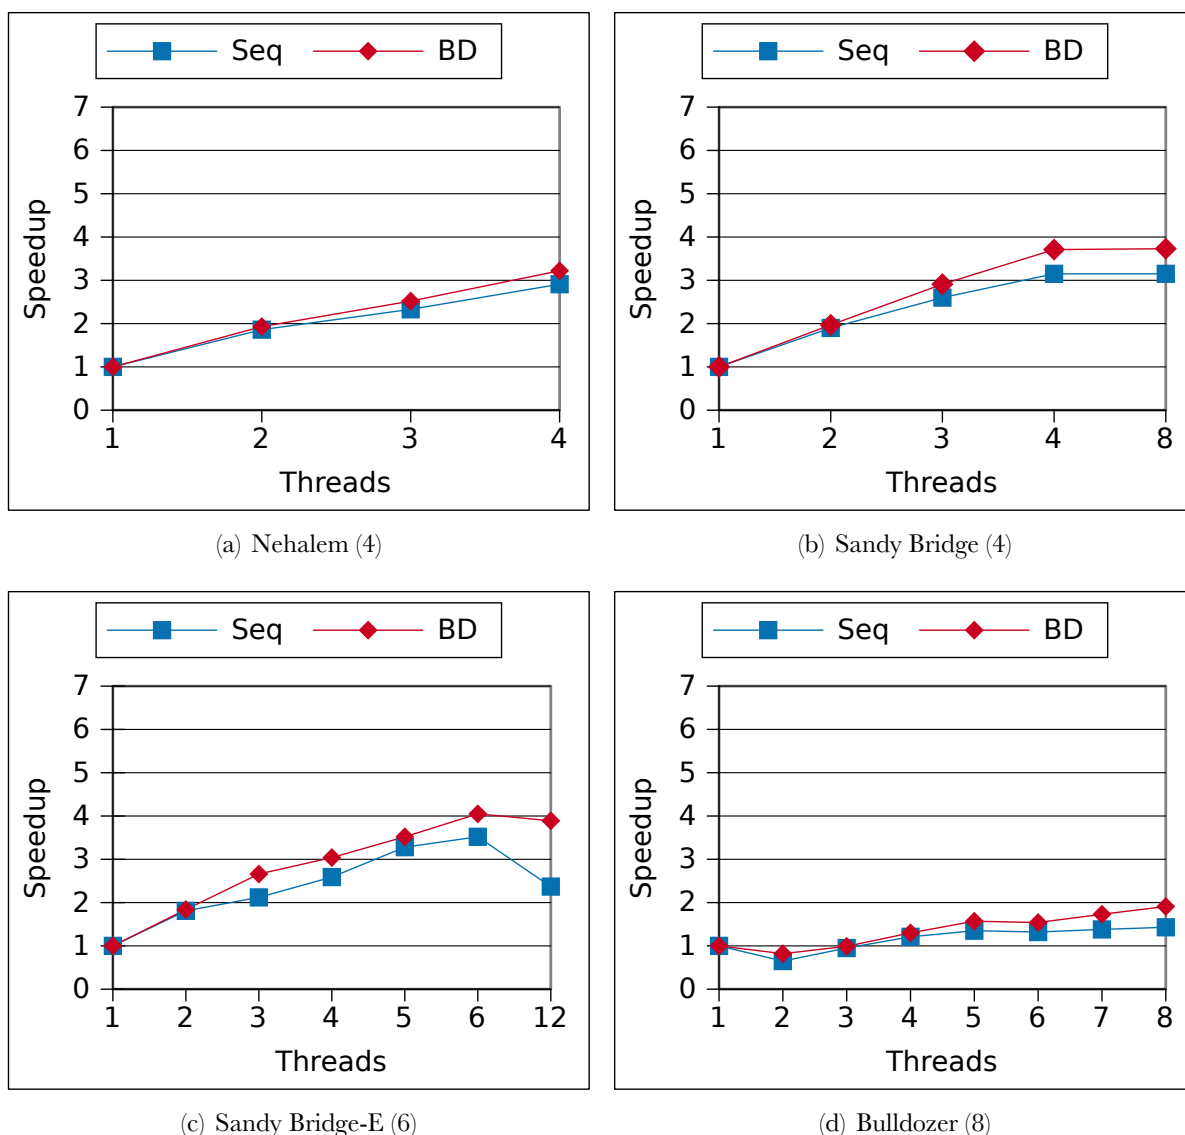 Seq BD
7
6
5
4
3
2
1
0
Speedup
1 2 3 4
Threads
(a) Nehalem (4)
Seq BD
7
6
5
4
3
2
1
0
Speedup
1 2 3 4 8
Threads
(b) Sandy Bridge (4)
Seq BD
7
6
5
4
3
2
1
0
Speedup
1 2 3 4 5 6 12
Threads
(c) Sandy Bridge-E (6)
Seq BD
7
6
5
4
3
2
1
0
Speedup
1 2 3 4 5 6 7 8
Threads
(d) Bulldozer (8)